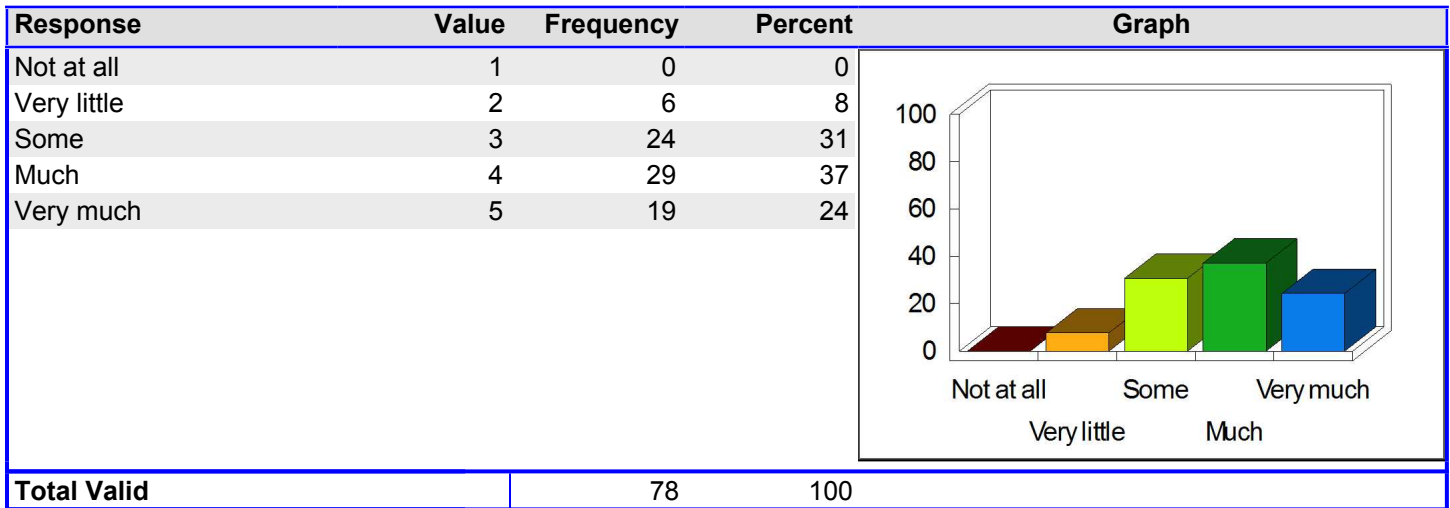 Response Value Frequency Percent Graph
Not at all 1 0 0
Very little 2 6 8
Some 3 24 31
Much 4 29 37
Very much 5 19 24
100
80
60
40
20
0
Not at all Some Very much
Very little Much
Total Valid 78 100